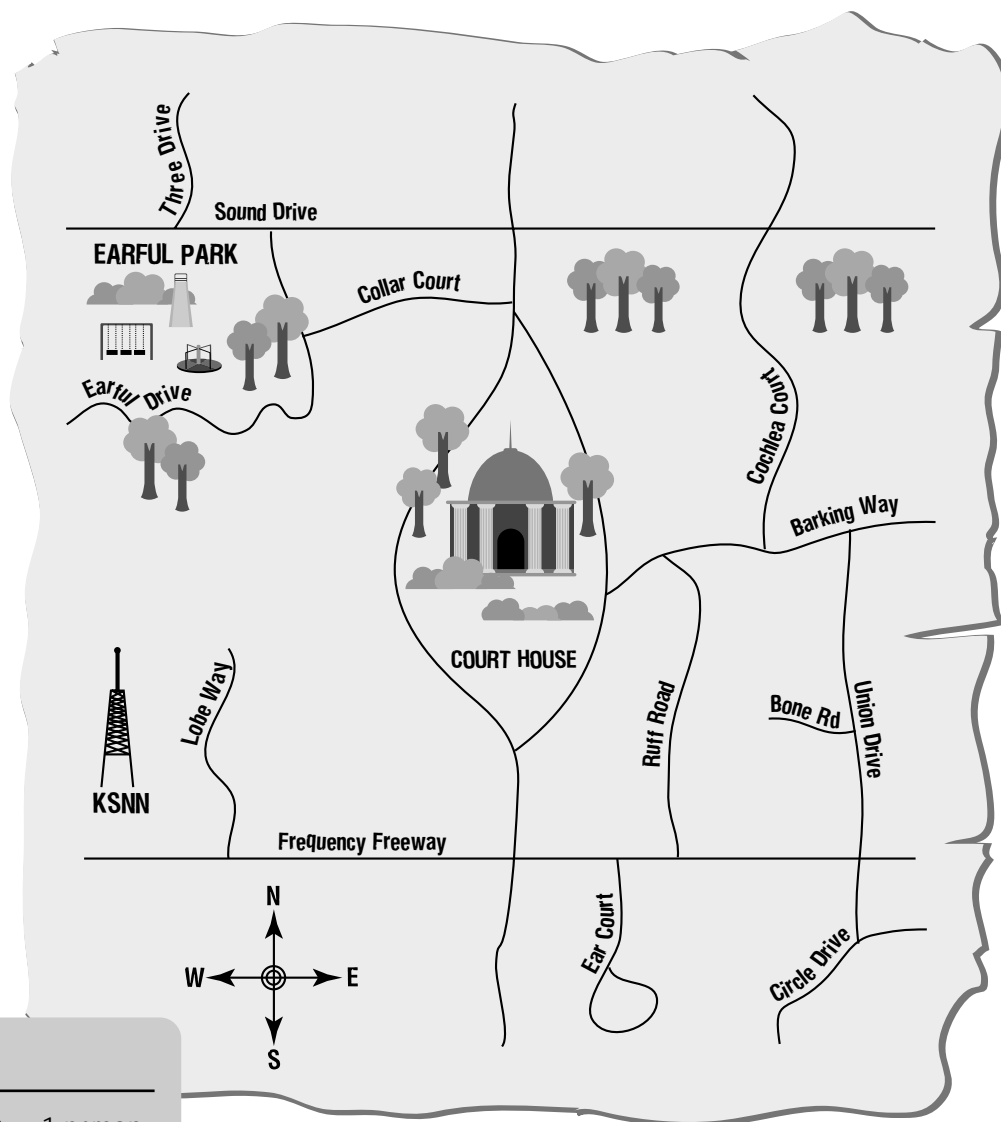 Three Drive
Sound Drive
EARFUL PARK
Collar Court
Earful Drive
Cochlea Court
Barking Way
COURT HOUSE
Lobe Way
Ruff Road
Bone Rd
Union Drive
KSNN
Frequency Freeway
N
W E
S
Ear Court
Circle Drive